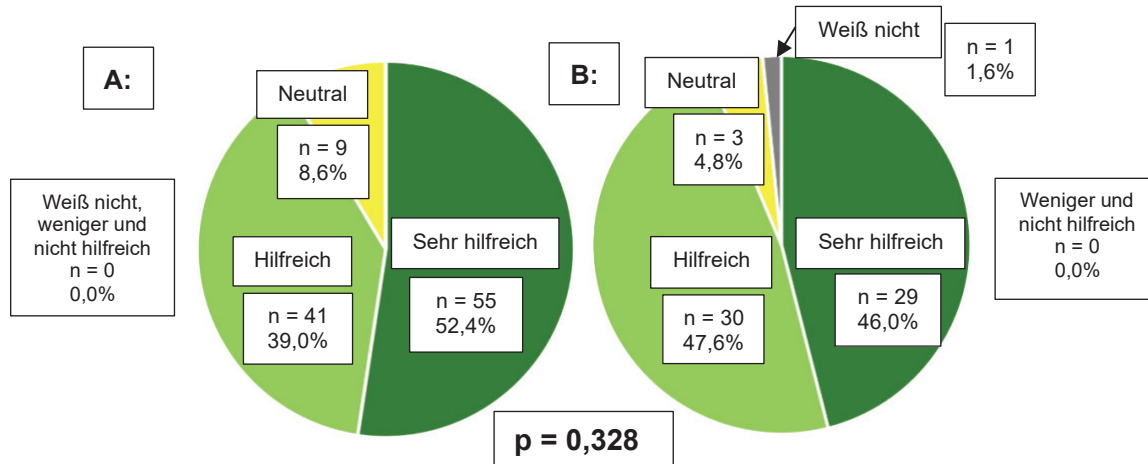 A:
Neutral
n = 9
8,6%
Weiß nicht,
weniger und
nicht hilfreich
n = 0
0,0%
Hilfreich
n = 41
39,0%
Sehr hilfreich
n = 55
52,4%
B:
Weiß nicht
n = 1
1,6%
Neutral
n = 3
4,8%
Hilfreich
n = 30
47,6%
Sehr hilfreich
n = 29
46,0%
Weniger und
nicht hilfreich
n = 0
0,0%
p = 0,328